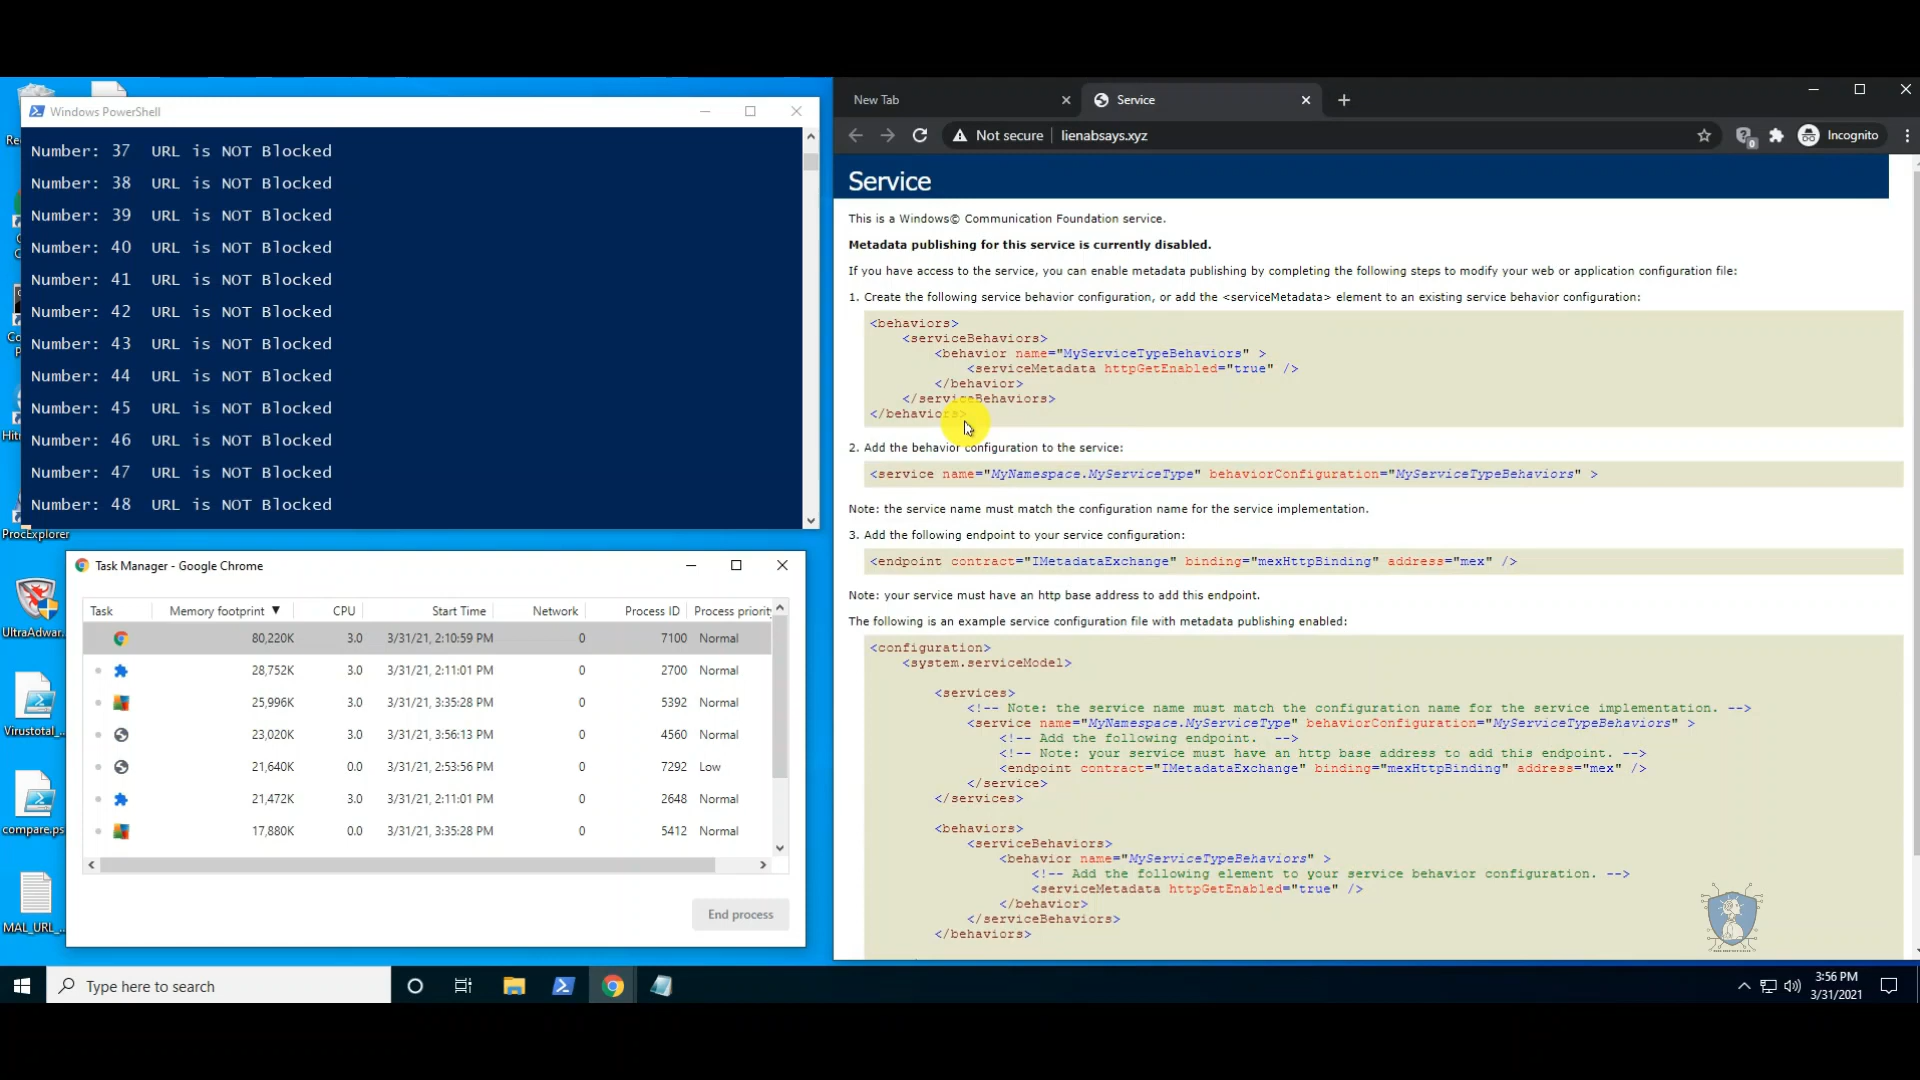 Windows PowerShell
Number: 37 URL is NOT Blocked
Number: 38 URL is NOT Blocked
Number: 39 URL is NOT Blocked
Number: 40 URL is NOT Blocked
Number: 41 URL is NOT Blocked
Number: 42 URL is NOT Blocked
Number: 43 URL is NOT Blocked
Number: 44 URL is NOT Blocked
Number: 45 URL is NOT Blocked
Number: 46 URL is NOT Blocked
Number: 47 URL is NOT Blocked
Number: 48 URL is NOT Blocked
ProcExplorer
UltraAdwar...
Virustotal_...
compare.ps
MAL_URL_...
Task Manager - Google Chrome
Task Memory footprint ▼ CPU Start Time Network Process ID Process priority
80,220K 3.0 3/31/21, 2:10:59 PM 0 7100 Normal
28,752K 3.0 3/31/21, 2:11:01 PM 0 2700 Normal
25,996K 3.0 3/31/21, 3:35:28 PM 0 5392 Normal
23,020K 3.0 3/31/21, 3:56:13 PM 0 4560 Normal
21,640K 0.0 3/31/21, 2:53:56 PM 0 7292 Low
21,472K 3.0 3/31/21, 2:11:01 PM 0 2648 Normal
17,880K 0.0 3/31/21, 3:35:28 PM 0 5412 Normal
End process
New Tab
Service
Not secure lienabsays.xyz
Incognito
Service
This is a Windows© Communication Foundation service.
Metadata publishing for this service is currently disabled.
If you have access to the service, you can enable metadata publishing by completing the following steps to modify your web or application configuration file:
1. Create the following service behavior configuration, or add the <serviceMetadata> element to an existing service behavior configuration:
<behaviors>
<serviceBehaviors>
<behavior name="MyServiceTypeBehaviors" >
<serviceMetadata httpGetEnabled="true" />
</behavior>
</serviceBehaviors>
</behaviors>
2. Add the behavior configuration to the service:
<service name="MyNamespace.MyServiceType" behaviorConfiguration="MyServiceTypeBehaviors" >
Note: the service name must match the configuration name for the service implementation.
3. Add the following endpoint to your service configuration:
<endpoint contract="IMetadataExchange" binding="mexHttpBinding" address="mex" />
Note: your service must have an http base address to add this endpoint.
The following is an example service configuration file with metadata publishing enabled:
<configuration>
<system.serviceModel>
<services>
<!-- Note: the service name must match the configuration name for the service implementation. -->
<service name="MyNamespace.MyServiceType" behaviorConfiguration="MyServiceTypeBehaviors" >
<!-- Add the following endpoint. -->
<!-- Note: your service must have an http base address to add this endpoint. -->
<endpoint contract="IMetadataExchange" binding="mexHttpBinding" address="mex" />
</service>
</services>
<behaviors>
<serviceBehaviors>
<behavior name="MyServiceTypeBehaviors" >
<!-- Add the following element to your service behavior configuration. -->
<serviceMetadata httpGetEnabled="true" />
</behavior>
</serviceBehaviors>
</behaviors>
Type here to search
3:56 PM
3/31/2021